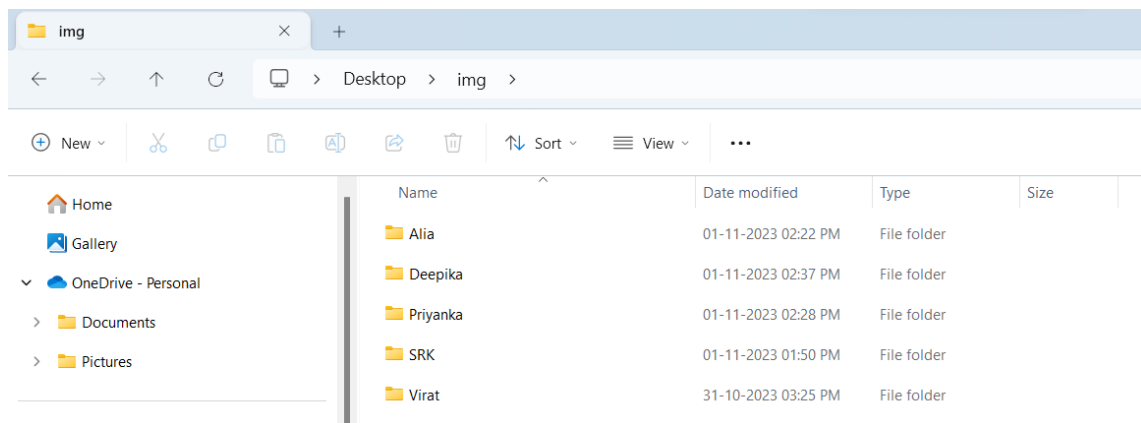 img
Desktop > img >
New Sort View ...
Name Date modified Type Size
Home
Gallery
OneDrive - Personal
Documents
Pictures
Alia 01-11-2023 02:22 PM File folder
Deepika 01-11-2023 02:37 PM File folder
Priyanka 01-11-2023 02:28 PM File folder
SRK 01-11-2023 01:50 PM File folder
Virat 31-10-2023 03:25 PM File folder